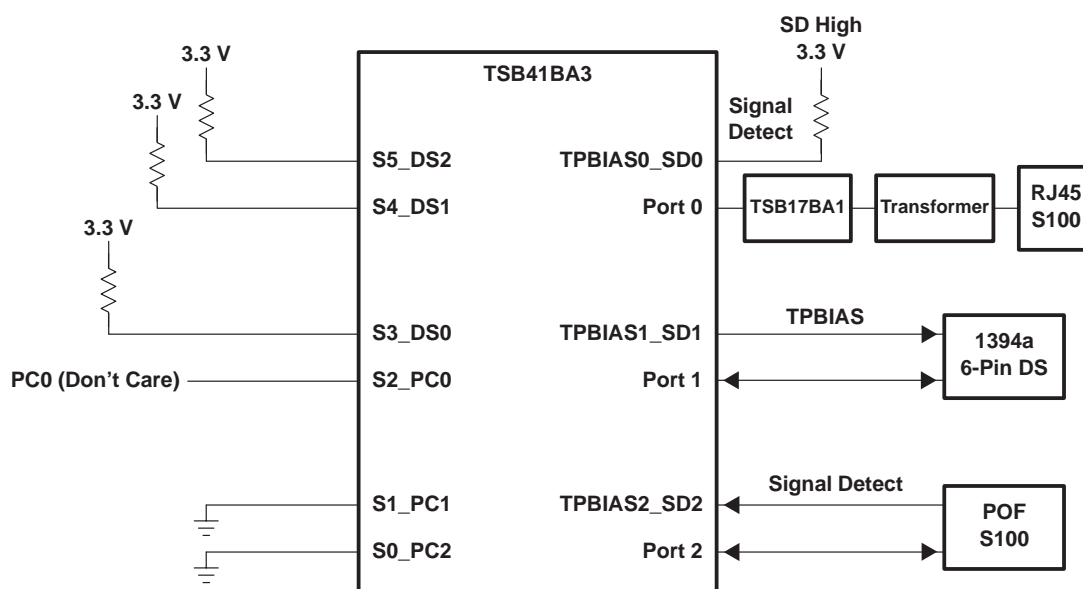 SD High
3.3 V
3.3 V
TSB41BA3
3.3 V
Signal
Detect
S5_DS2
TPBIAS0_SD0
S4_DS1
Port 0
TSB17BA1
Transformer
RJ45
S100
3.3 V
S3_DS0
TPBIAS1_SD1
TPBIAS
1394a
6-Pin DS
PC0 (Don't Care)
S2_PC0
Port 1
S1_PC1
TPBIAS2_SD2
Signal Detect
POF
S100
S0_PC2
Port 2